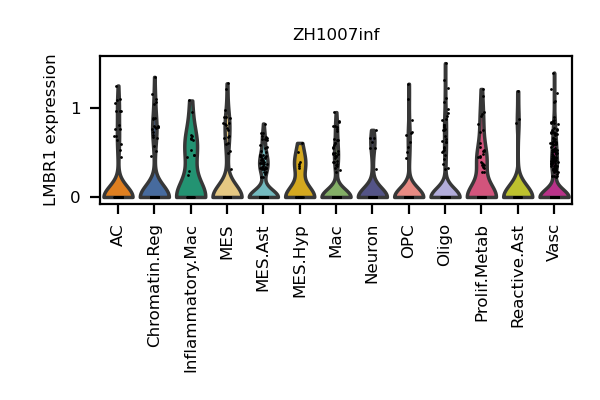 ZH1007inf
LMBR1 expression
1
0
AC
Chromatin.Reg
Inflammatory.Mac
MES
MES.Ast
MES.Hyp
Mac
Neuron
OPC
Oligo
Prolif.Metab
Reactive.Ast
Vasc